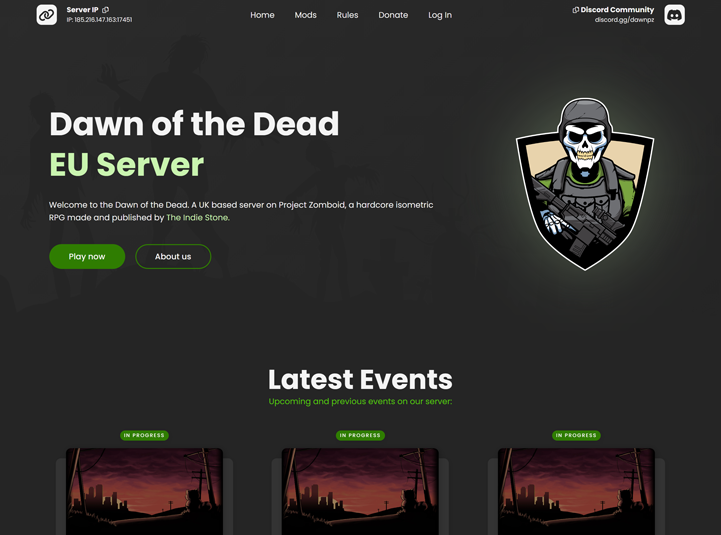 Server IP
IP: 185.216.147.163:17451
Home
Mods
Rules
Donate
Log In
Discord Community
discord.gg/dawnpz
Dawn of the Dead
EU Server
Welcome to the Dawn of the Dead. A UK based server on Project Zomboid, a hardcore isometric
RPG made and published by The Indie Stone.
Play now
About us
Latest Events
Upcoming and previous events on our server:
IN PROGRESS
IN PROGRESS
IN PROGRESS